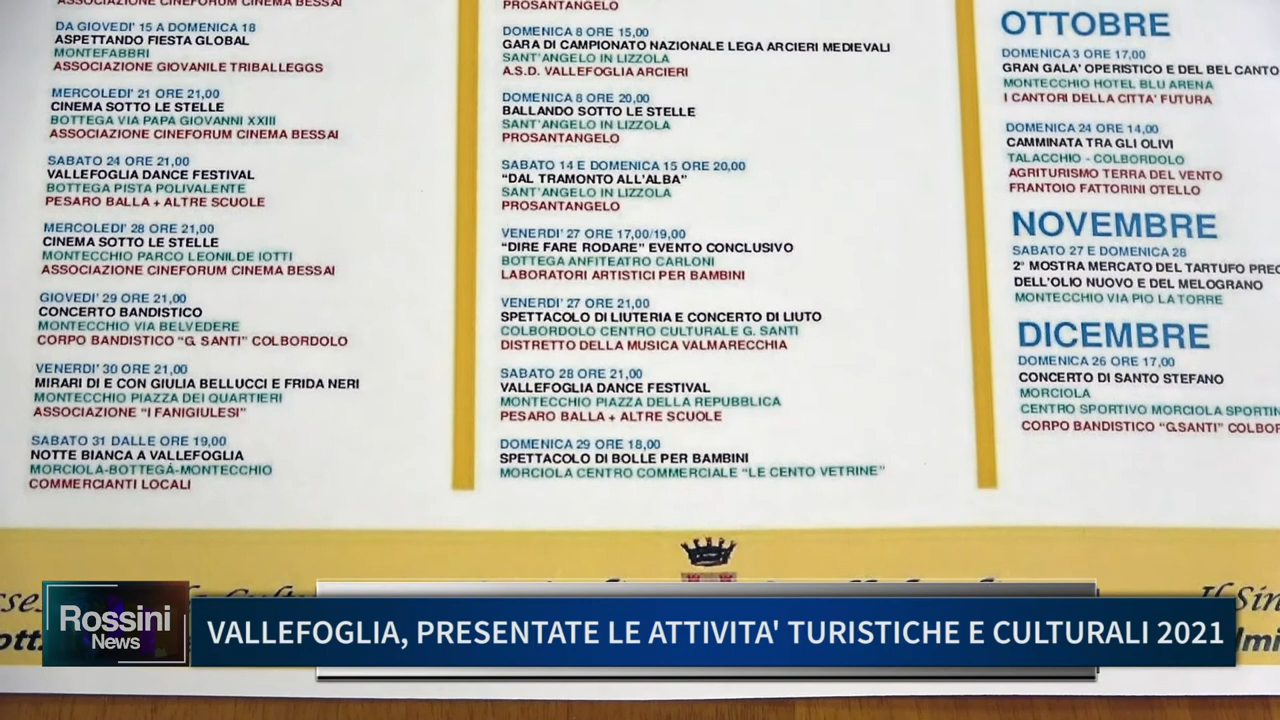 ASSOCIAZIONE CINEFORUM CINEMA BESSAI
DA GIOVEDI' 15 A DOMENICA 18
ASPETTANDO FIESTA GLOBAL
MONTEFABBRI
ASSOCIAZIONE GIOVANILE TRIBALLEGGS
MERCOLEDI' 21 ORE 21,00
CINEMA SOTTO LE STELLE
BOTTEGA VIA PAPA GIOVANNI XXIII
ASSOCIAZIONE CINEFORUM CINEMA BESSAI
SABATO 24 ORE 21,00
VALLEFOGLIA DANCE FESTIVAL
BOTTEGA PISTA POLIVALENTE
PESARO BALLA + ALTRE SCUOLE
MERCOLEDI' 28 ORE 21,00
CINEMA SOTTO LE STELLE
MONTECCHIO PARCO LEONILDE IOTTI
ASSOCIAZIONE CINEFORUM CINEMA BESSAI
GIOVEDI' 29 ORE 21,00
CONCERTO BANDISTICO
MONTECCHIO VIA BELVEDERE
CORPO BANDISTICO "G. SANTI" COLBORDOLO
VENERDI' 30 ORE 21,00
MIRARI DI E CON GIULIA BELLUCCI E FRIDA NERI
MONTECCHIO PIAZZA DEI QUARTIERI
ASSOCIAZIONE "I FANIGIULESI"
SABATO 31 DALLE ORE 19,00
NOTTE BIANCA A VALLEFOGLIA
MORCIOLA-BOTTEGA-MONTECCHIO
COMMERCIANTI LOCALI
PROSANTANGELO
DOMENICA 8 ORE 15,00
GARA DI CAMPIONATO NAZIONALE LEGA ARCIERI MEDIEVALI
SANT'ANGELO IN LIZZOLA
A.S.D. VALLEFOGLIA ARCIERI
DOMENICA 8 ORE 20,00
BALLANDO SOTTO LE STELLE
SANT'ANGELO IN LIZZOLA
PROSANTANGELO
SABATO 14 E DOMENICA 15 ORE 20,00
"DAL TRAMONTO ALL'ALBA"
SANT'ANGELO IN LIZZOLA
PROSANTANGELO
VENERDI' 27 ORE 17,00/19,00
"DIRE FARE RODARE" EVENTO CONCLUSIVO
BOTTEGA ANFITEATRO CARLONI
LABORATORI ARTISTICI PER BAMBINI
VENERDI' 27 ORE 21,00
SPETTACOLO DI LIUTERIA E CONCERTO DI LIUTO
COLBORDOLO CENTRO CULTURALE G. SANTI
DISTRETTO DELLA MUSICA VALMARECCHIA
SABATO 28 ORE 21,00
VALLEFOGLIA DANCE FESTIVAL
MONTECCHIO PIAZZA DELLA REPUBBLICA
PESARO BALLA + ALTRE SCUOLE
DOMENICA 29 ORE 18,00
SPETTACOLO DI BOLLE PER BAMBINI
MORCIOLA CENTRO COMMERCIALE "LE CENTO VETRINE"
OTTOBRE
DOMENICA 3 ORE 17,00
GRAN GALA' OPERISTICO E DEL BEL CANTO
MONTECCHIO HOTEL BLU ARENA
I CANTORI DELLA CITTA' FUTURA
DOMENICA 24 ORE 14,00
CAMMINATA TRA GLI OLIVI
TALACCHIO - COLBORDOLO
AGRITURISMO TERRA DEL VENTO
FRANTOIO FATTORINI OTELLO
NOVEMBRE
SABATO 27 E DOMENICA 28
2° MOSTRA MERCATO DEL TARTUFO PREG
DELL'OLIO NUOVO E DEL MELOGRANO
MONTECCHIO VIA PIO LA TORRE
DICEMBRE
DOMENICA 26 ORE 17,00
CONCERTO DI SANTO STEFANO
MORCIOLA
CENTRO SPORTIVO MORCIOLA SPORTIN
CORPO BANDISTICO "G.SANTI" COLBOR
Il Sin
Rossini
News
VALLEFOGLIA, PRESENTATE LE ATTIVITA' TURISTICHE E CULTURALI 2021